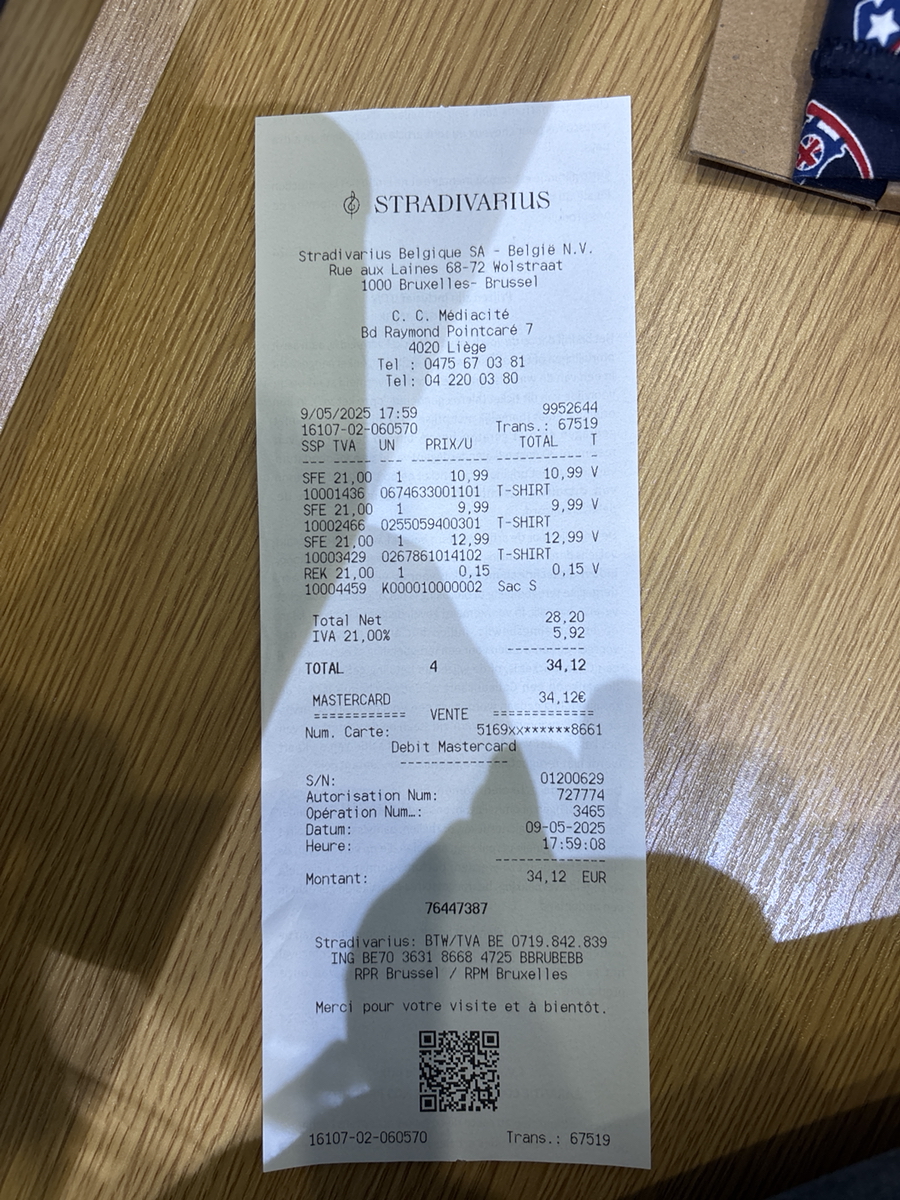 STRADIVARIUS
Stradivarius Belgique SA - België N.V.
Rue aux Laines 68-72 Wolstraat
1000 Bruxelles- Brussel
C. C. Médiacité
Bd Raymond Pointcaré 7
4020 Liège
Tel : 0475 67 03 81
Tel: 04 220 03 80
9/05/2025 17:59 9952644
16107-02-060570 Trans.: 67519
SSP TVA UN PRIX/U TOTAL T
--- ---- --- ---------- ----------- -
SFE 21,00 1 10,99 10,99 V
10001436 0674633001101 T-SHIRT
SFE 21,00 1 9,99 9,99 V
10002466 0255059400301 T-SHIRT
SFE 21,00 1 12,99 12,99 V
10003429 0267861014102 T-SHIRT
REK 21,00 1 0,15 0,15 V
10004459 K000010000002 Sac S
Total Net 28,20
IVA 21,00% 5,92
----------
TOTAL 4 34,12
MASTERCARD 34,12€
============ VENTE =============
Num. Carte: 5169xx******8661
Debit Mastercard
--------------
S/N: 01200629
Autorisation Num: 727774
Opération Num…: 3465
Datum: 09-05-2025
Heure: 17:59:08
--------------
Montant: 34,12 EUR
76447387
Stradivarius: BTW/TVA BE 0719.842.839
ING BE70 3631 8668 4725 BBRUBEBB
RPR Brussel / RPM Bruxelles
Merci pour votre visite et à bientôt.
16107-02-060570 Trans.: 67519